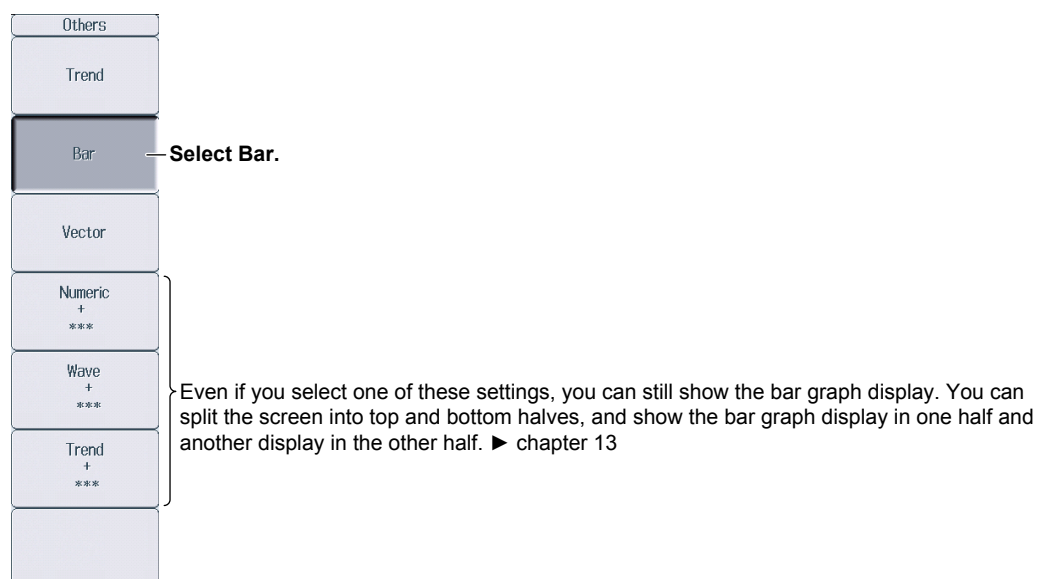 Others
Trend
Bar
Select Bar.
Vector
Numeric
+
***
Wave
+
***
Even if you select one of these settings, you can still show the bar graph display. You can
split the screen into top and bottom halves, and show the bar graph display in one half and
another display in the other half. ► chapter 13
Trend
+
***